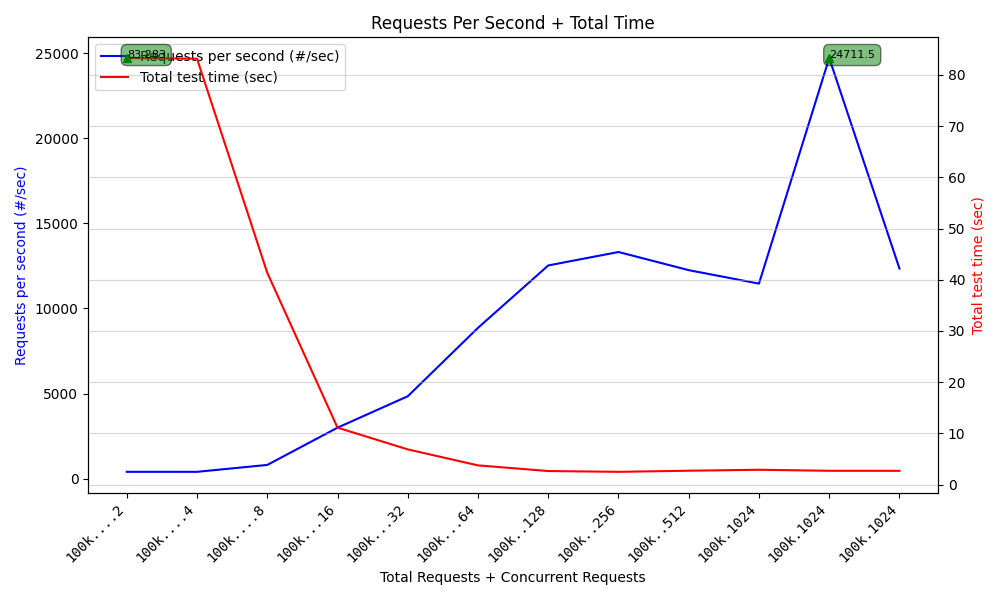 Requests Per Second + Total Time
Requests per second (#/sec)
Total test time (sec)
83.283
24711.5
25000
20000
15000
10000
5000
0
Requests per second (#/sec)
80
70
60
50
40
30
20
10
0
Total test time (sec)
100k....2
100k....4
100k....8
100k...16
100k...32
100k...64
100k..128
100k..256
100k..512
100k.1024
100k.1024
100k.1024
Total Requests + Concurrent Requests